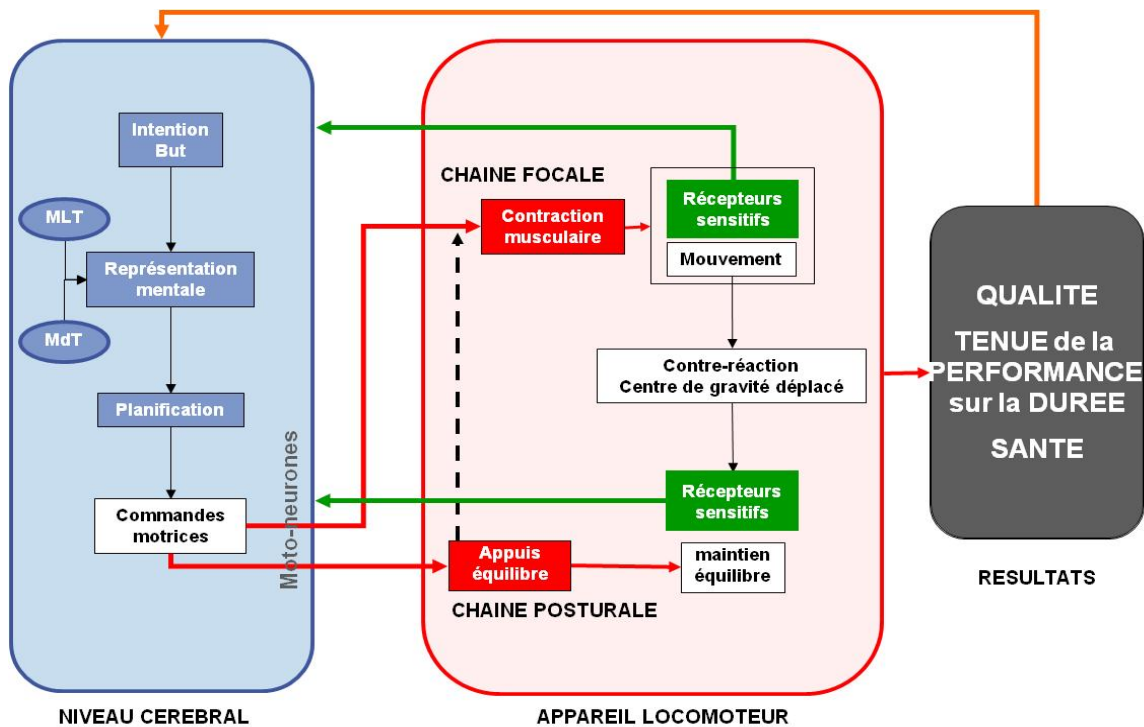 Intention
But
MLT
Représentation
mentale
MdT
Planification
Commandes
motrices
Moto-neurones
NIVEAU CEREBRAL
CHAINE FOCALE
Contraction
musculaire
Récepteurs
sensitifs
Mouvement
Contre-réaction
Centre de gravité déplacé
Récepteurs
sensitifs
Appuis
équilibre
maintien
équilibre
CHAINE POSTURALE
APPAREIL LOCOMOTEUR
QUALITE
TENUE de la
PERFORMANCE
sur la DUREE
SANTE
RESULTATS